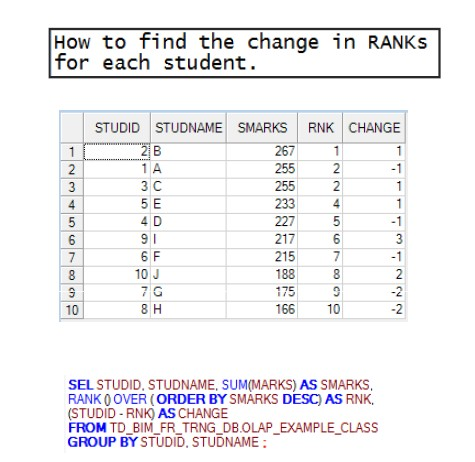 How to find the change in RANKs
for each student.
STUDID STUDNAME SMARKS RNK CHANGE
1 2 B 267 1 1
2 1 A 255 2 -1
3 3 C 255 2 1
4 5 E 233 4 1
5 4 D 227 5 -1
6 9 I 217 6 3
7 6 F 215 7 -1
8 10 J 188 8 2
9 7 G 175 9 -2
10 8 H 166 10 -2
SEL STUDID, STUDNAME, SUM(MARKS) AS SMARKS,
RANK () OVER ( ORDER BY SMARKS DESC) AS RNK,
(STUDID - RNK) AS CHANGE
FROM TD_BIM_FR_TRNG_DB.OLAP_EXAMPLE_CLASS
GROUP BY STUDID, STUDNAME ;